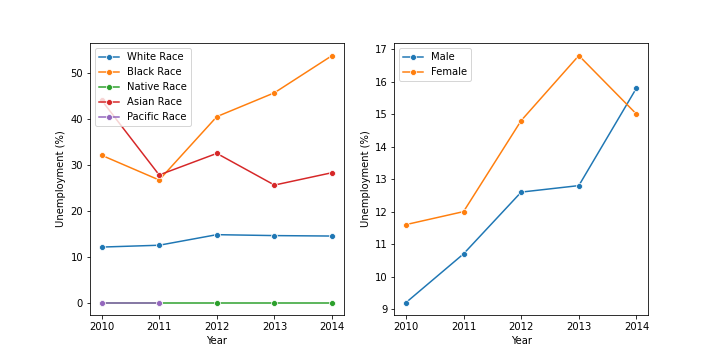 White Race
Black Race
Native Race
Asian Race
Pacific Race
Unemployment (%)
50
40
30
20
10
0
2010 2011 2012 2013 2014
Year
Male
Female
Unemployment (%)
17
16
15
14
13
12
11
10
9
2010 2011 2012 2013 2014
Year